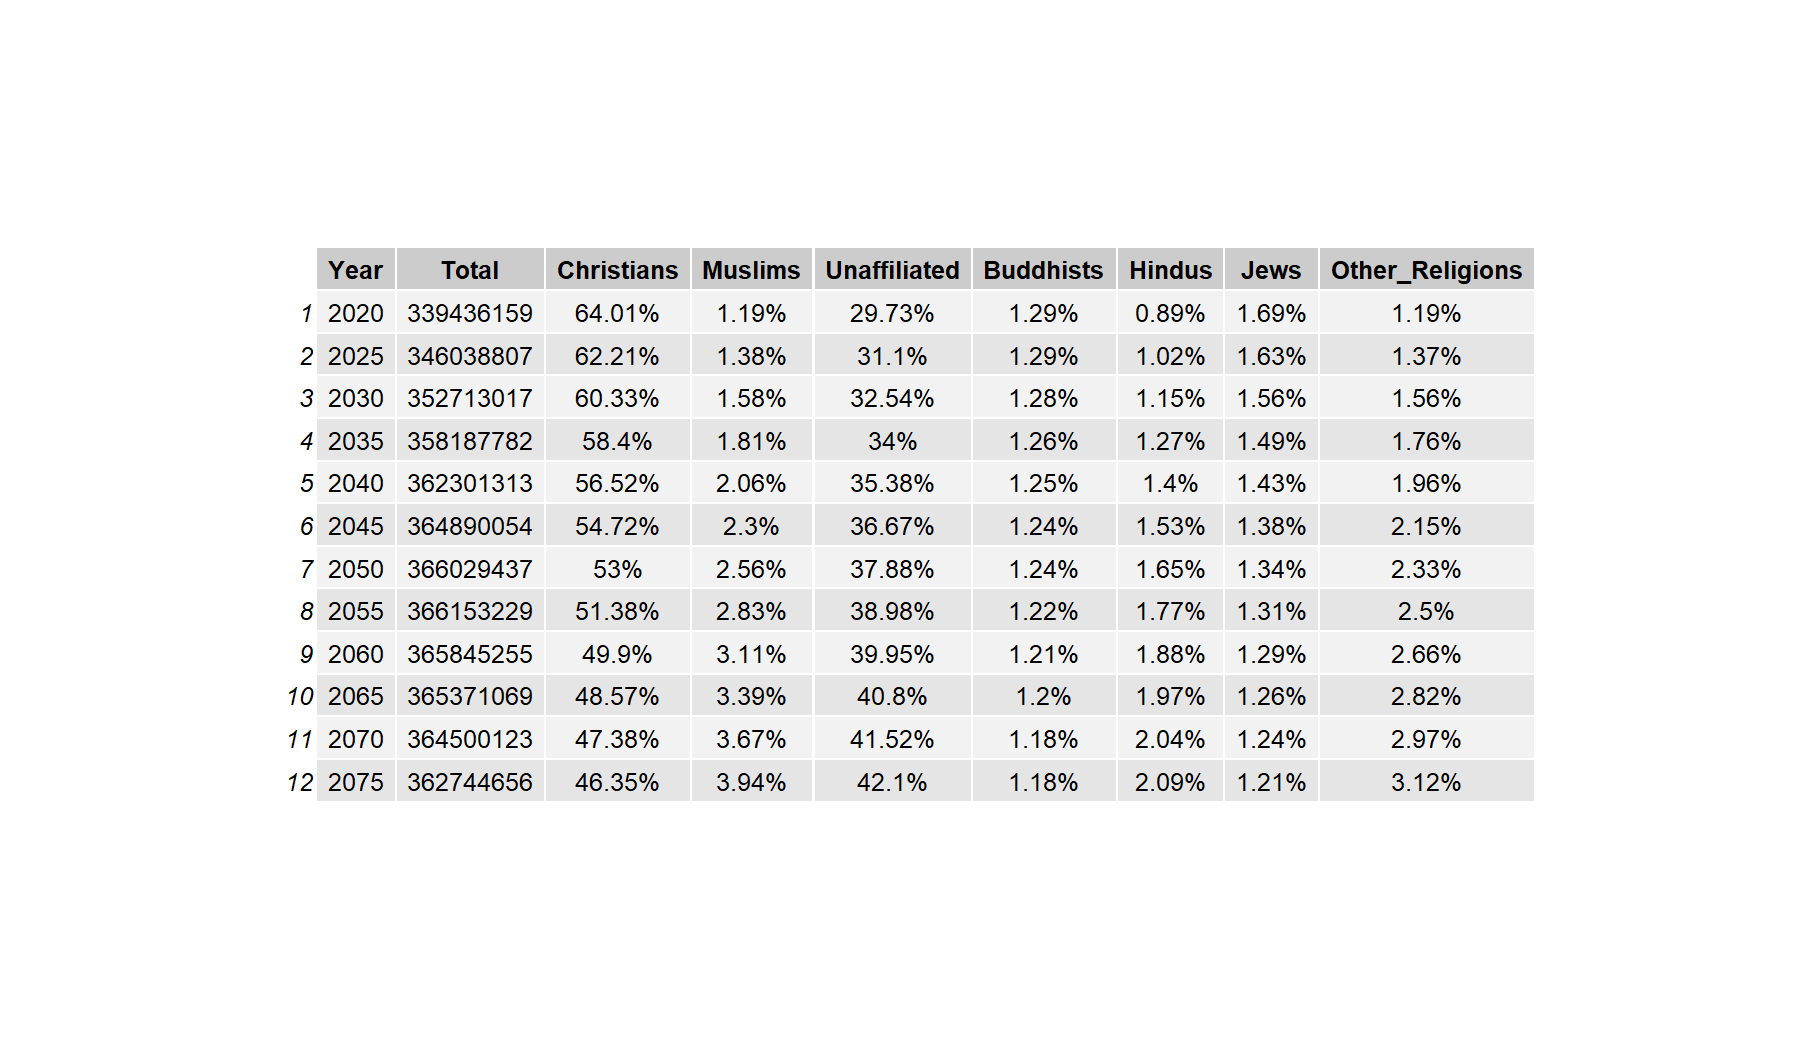 Year Total Christians Muslims Unaffiliated Buddhists Hindus Jews Other_Religions
1 2020 339436159 64.01% 1.19% 29.73% 1.29% 0.89% 1.69% 1.19%
2 2025 346038807 62.21% 1.38% 31.1% 1.29% 1.02% 1.63% 1.37%
3 2030 352713017 60.33% 1.58% 32.54% 1.28% 1.15% 1.56% 1.56%
4 2035 358187782 58.4% 1.81% 34% 1.26% 1.27% 1.49% 1.76%
5 2040 362301313 56.52% 2.06% 35.38% 1.25% 1.4% 1.43% 1.96%
6 2045 364890054 54.72% 2.3% 36.67% 1.24% 1.53% 1.38% 2.15%
7 2050 366029437 53% 2.56% 37.88% 1.24% 1.65% 1.34% 2.33%
8 2055 366153229 51.38% 2.83% 38.98% 1.22% 1.77% 1.31% 2.5%
9 2060 365845255 49.9% 3.11% 39.95% 1.21% 1.88% 1.29% 2.66%
10 2065 365371069 48.57% 3.39% 40.8% 1.2% 1.97% 1.26% 2.82%
11 2070 364500123 47.38% 3.67% 41.52% 1.18% 2.04% 1.24% 2.97%
12 2075 362744656 46.35% 3.94% 42.1% 1.18% 2.09% 1.21% 3.12%